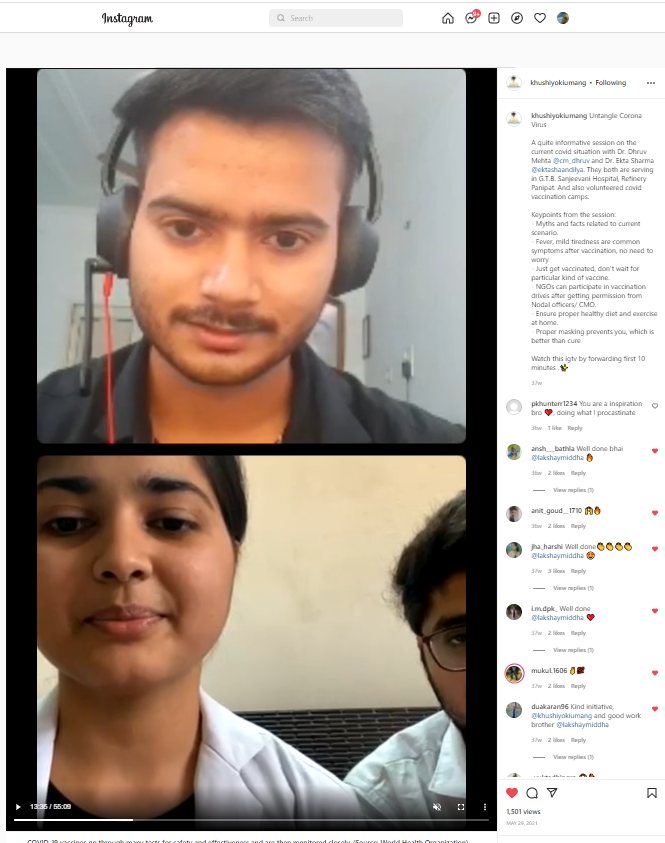 Instagram
Search
khushiyokiumang • Following
khushiyokiumang Untangle Corona
Virus
A quite informative session on the
current covid situation with Dr. Dhruv
Mehta @cm_dhruv and Dr. Ekta Sharma
@ektashaandilya. They both are serving
in G.T.B. Sanjeevani Hospital, Refinery
Panipat. And also volunteered covid
vaccination camps.
Keypoints from the session:
· Myths and facts related to current
scenario.
· Fever, mild tiredness are common
symptoms after vaccination, no need to
worry
· Just get vaccinated, don't wait for
particular kind of vaccine.
· NGOs can participate in vaccination
drives after getting permission from
Nodal officers/ CMO.
· Ensure proper healthy diet and exercise
at home.
· Proper masking prevents you, which is
better than cure
Watch this igtv by forwarding first 10
minutes .
37w
pkhunterr1234 You are a inspiration
bro ❤️, doing what I procastinate
36w 1 like Reply
ansh__bathla Well done bhai
@lakshaymiddha 🔥
36w 2 likes Reply
View replies (1)
anit_goud_1710
36w 2 likes Reply
jha_harshi Well done👏👏👏👏
@lakshaymiddha 😍
37w 3 likes Reply
View replies (1)
i.m.dpk_ Well done
@lakshaymiddha ❤️
37w 2 likes Reply
View replies (1)
mukul.1606
37w 2 likes Reply
duakaran96 Kind initiative,
@khushiyokiumang and good work
brother @lakshaymiddha
37w 2 likes Reply
View replies (1)
13:25 / 55:09
1,501 views
MAY 29, 2021
COVID-19 vaccines go through many tests for safety and effectiveness and are then monitored closely. (Source: World Health Organization)